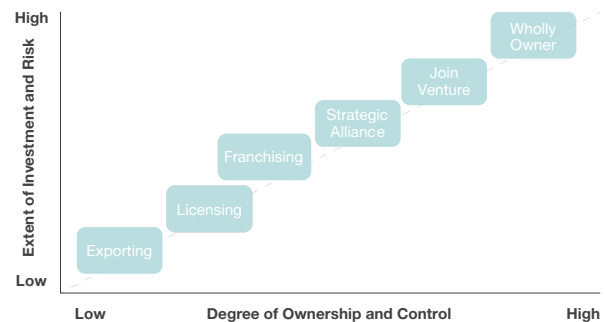 High
Extent of Investment and Risk
Low
Wholly
Owner
Join
Venture
Strategic
Alliance
Franchising
Licensing
Exporting
Low
Degree of Ownership and Control
High